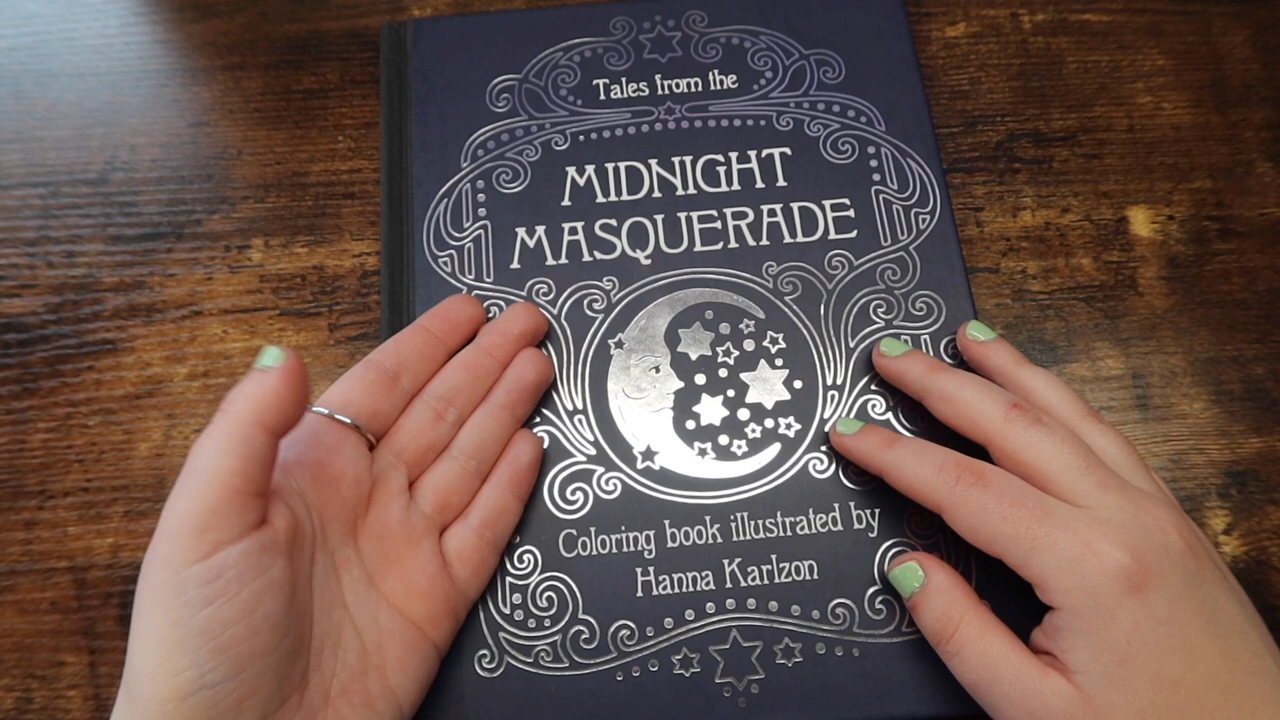 Tales from the
MIDNIGHT
MASQUERADE
Coloring book illustrated by
Hanna Karlzon